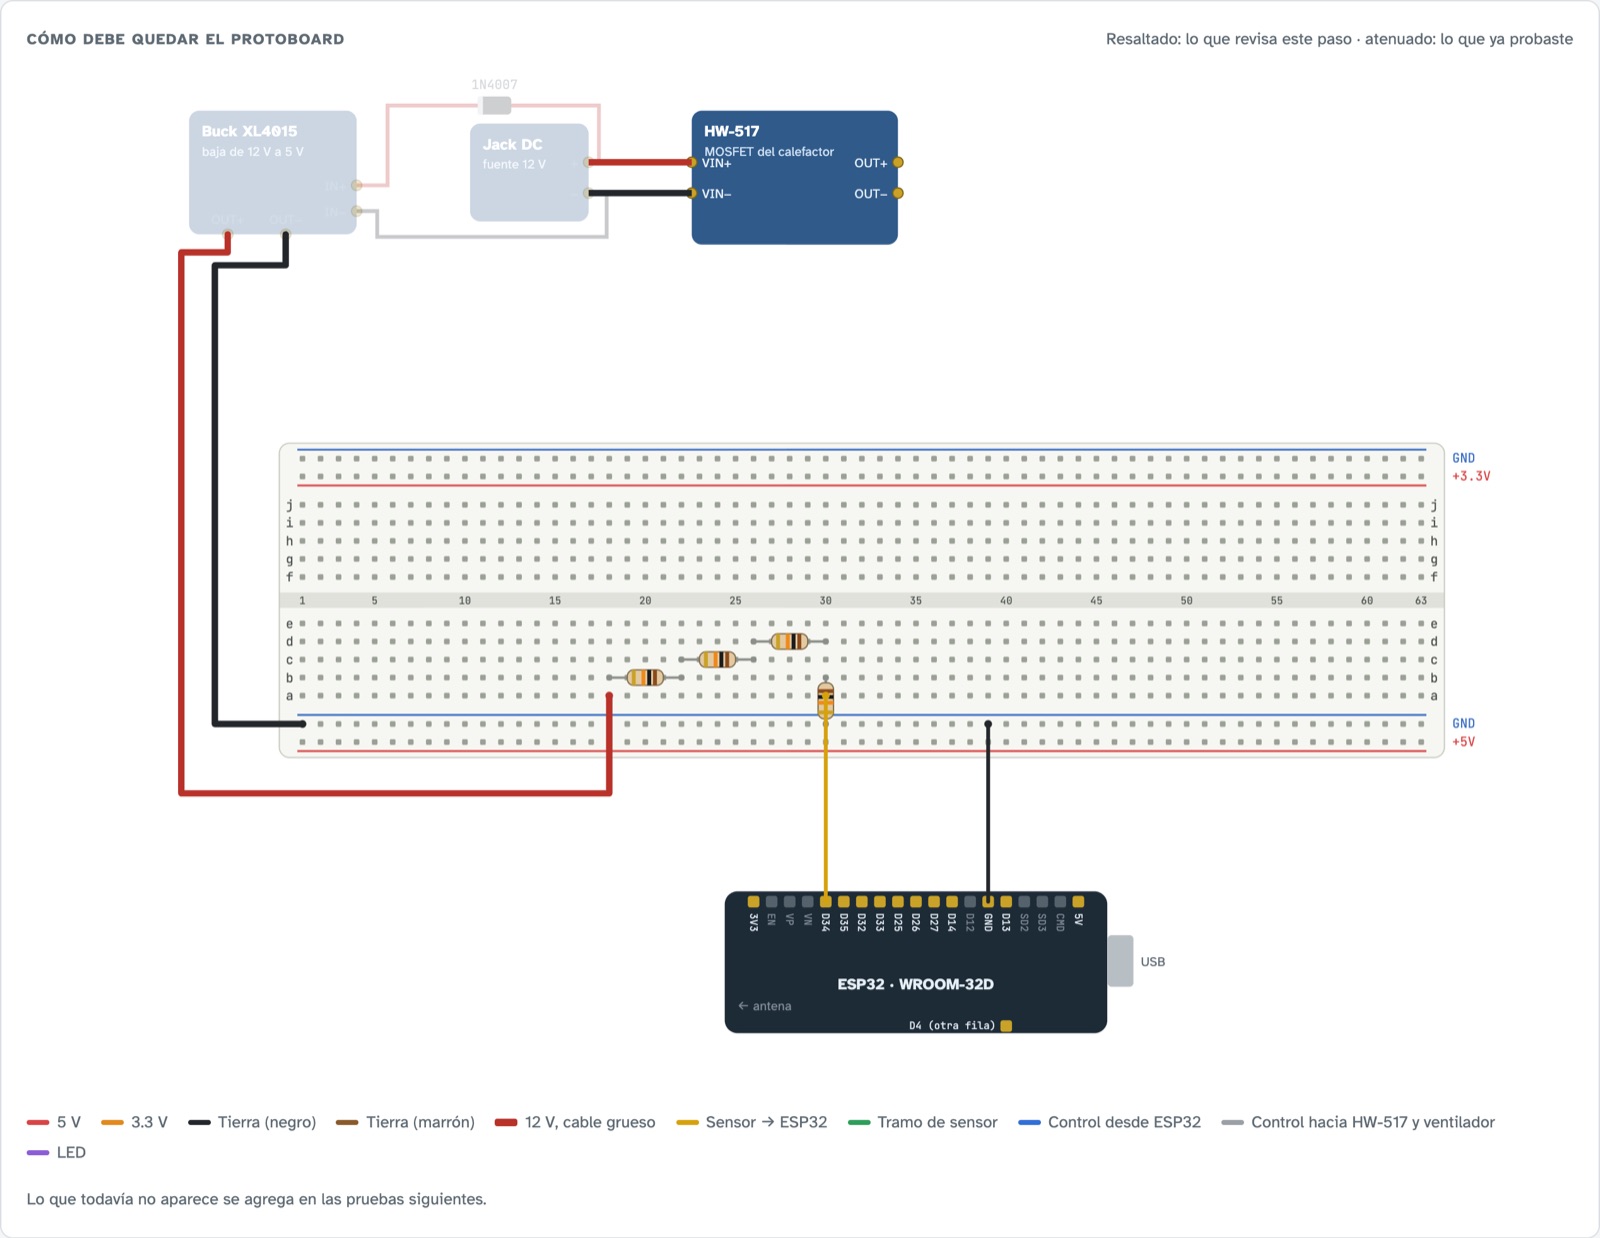 CÓMO DEBE QUEDAR EL PROTOBOARD
Resaltado: lo que revisa este paso · atenuado: lo que ya probaste
1N4007
Buck XL4015
baja de 12 V a 5 V
IN+
IN−
OUT+
OUT−
Jack DC
fuente 12 V
HW-517
MOSFET del calefactor
VIN+
OUT+
VIN−
OUT−
GND
+3.3V
j
j
i
i
h
h
g
g
f
f
1 5 10 15 20 25 30 35 40 45 50 55 60 63
e
e
d
d
c
c
b
b
a
a
GND
+5V
3V3 EN VP VN D34 D35 D32 D33 D25 D26 D27 D14 D12 GND D13 SD2 SD3 CMD 5V
USB
ESP32 · WROOM-32D
← antena
D4 (otra fila)
5 V
3.3 V
Tierra (negro)
Tierra (marrón)
12 V, cable grueso
Sensor → ESP32
Tramo de sensor
Control desde ESP32
Control hacia HW-517 y ventilador
LED
Lo que todavía no aparece se agrega en las pruebas siguientes.